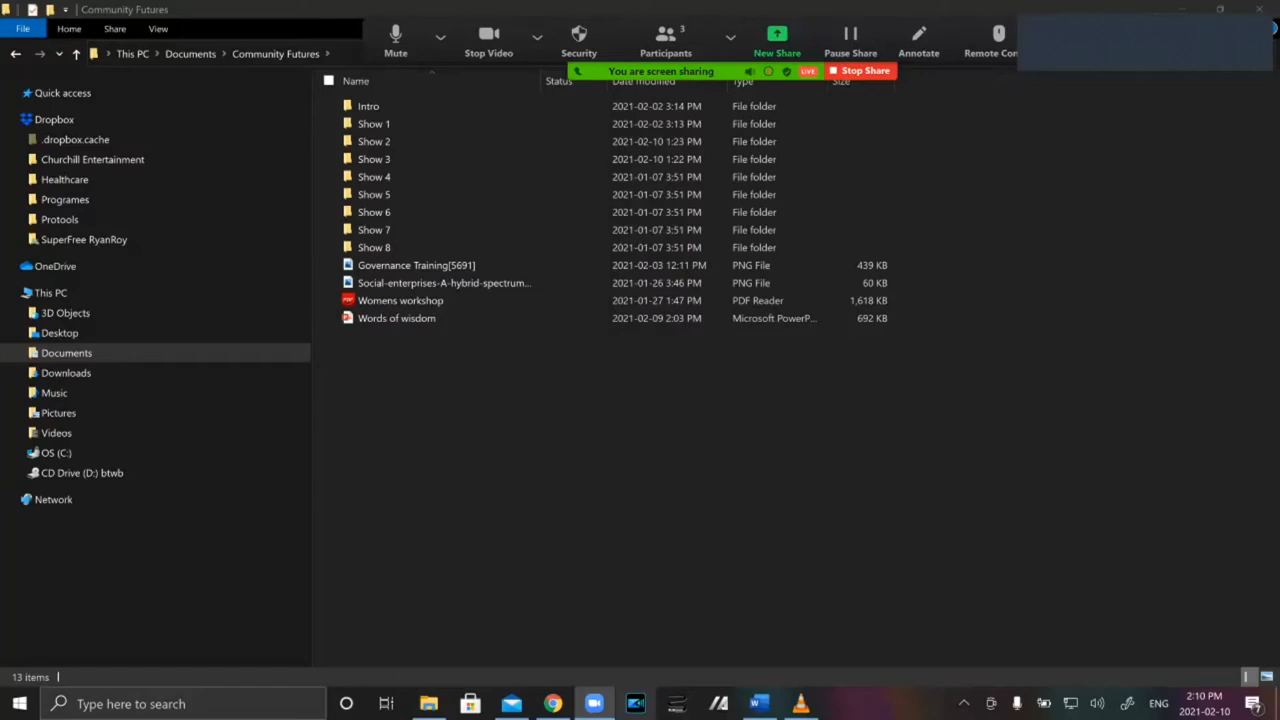 Community Futures
File Home Share View
Mute Stop Video Security Participants 3 New Share Pause Share Annotate Remote Con
This PC Documents Community Futures
You are screen sharing LIVE Stop Share
Name Status Date modified Type Size
Quick access
Dropbox
.dropbox.cache
Churchill Entertainment
Healthcare
Programes
Protools
SuperFree RyanRoy
OneDrive
This PC
3D Objects
Desktop
Documents
Downloads
Music
Pictures
Videos
OS (C:)
CD Drive (D:) btwb
Network
Intro 2021-02-02 3:14 PM File folder
Show 1 2021-02-02 3:13 PM File folder
Show 2 2021-02-10 1:23 PM File folder
Show 3 2021-02-10 1:22 PM File folder
Show 4 2021-01-07 3:51 PM File folder
Show 5 2021-01-07 3:51 PM File folder
Show 6 2021-01-07 3:51 PM File folder
Show 7 2021-01-07 3:51 PM File folder
Show 8 2021-01-07 3:51 PM File folder
Governance Training[5691] 2021-02-03 12:11 PM PNG File 439 KB
Social-enterprises-A-hybrid-spectrum... 2021-01-26 3:46 PM PNG File 60 KB
Womens workshop 2021-01-27 1:47 PM PDF Reader 1,618 KB
Words of wisdom 2021-02-09 2:03 PM Microsoft PowerP... 692 KB
13 items
Type here to search
ENG
2:10 PM
2021-02-10
7